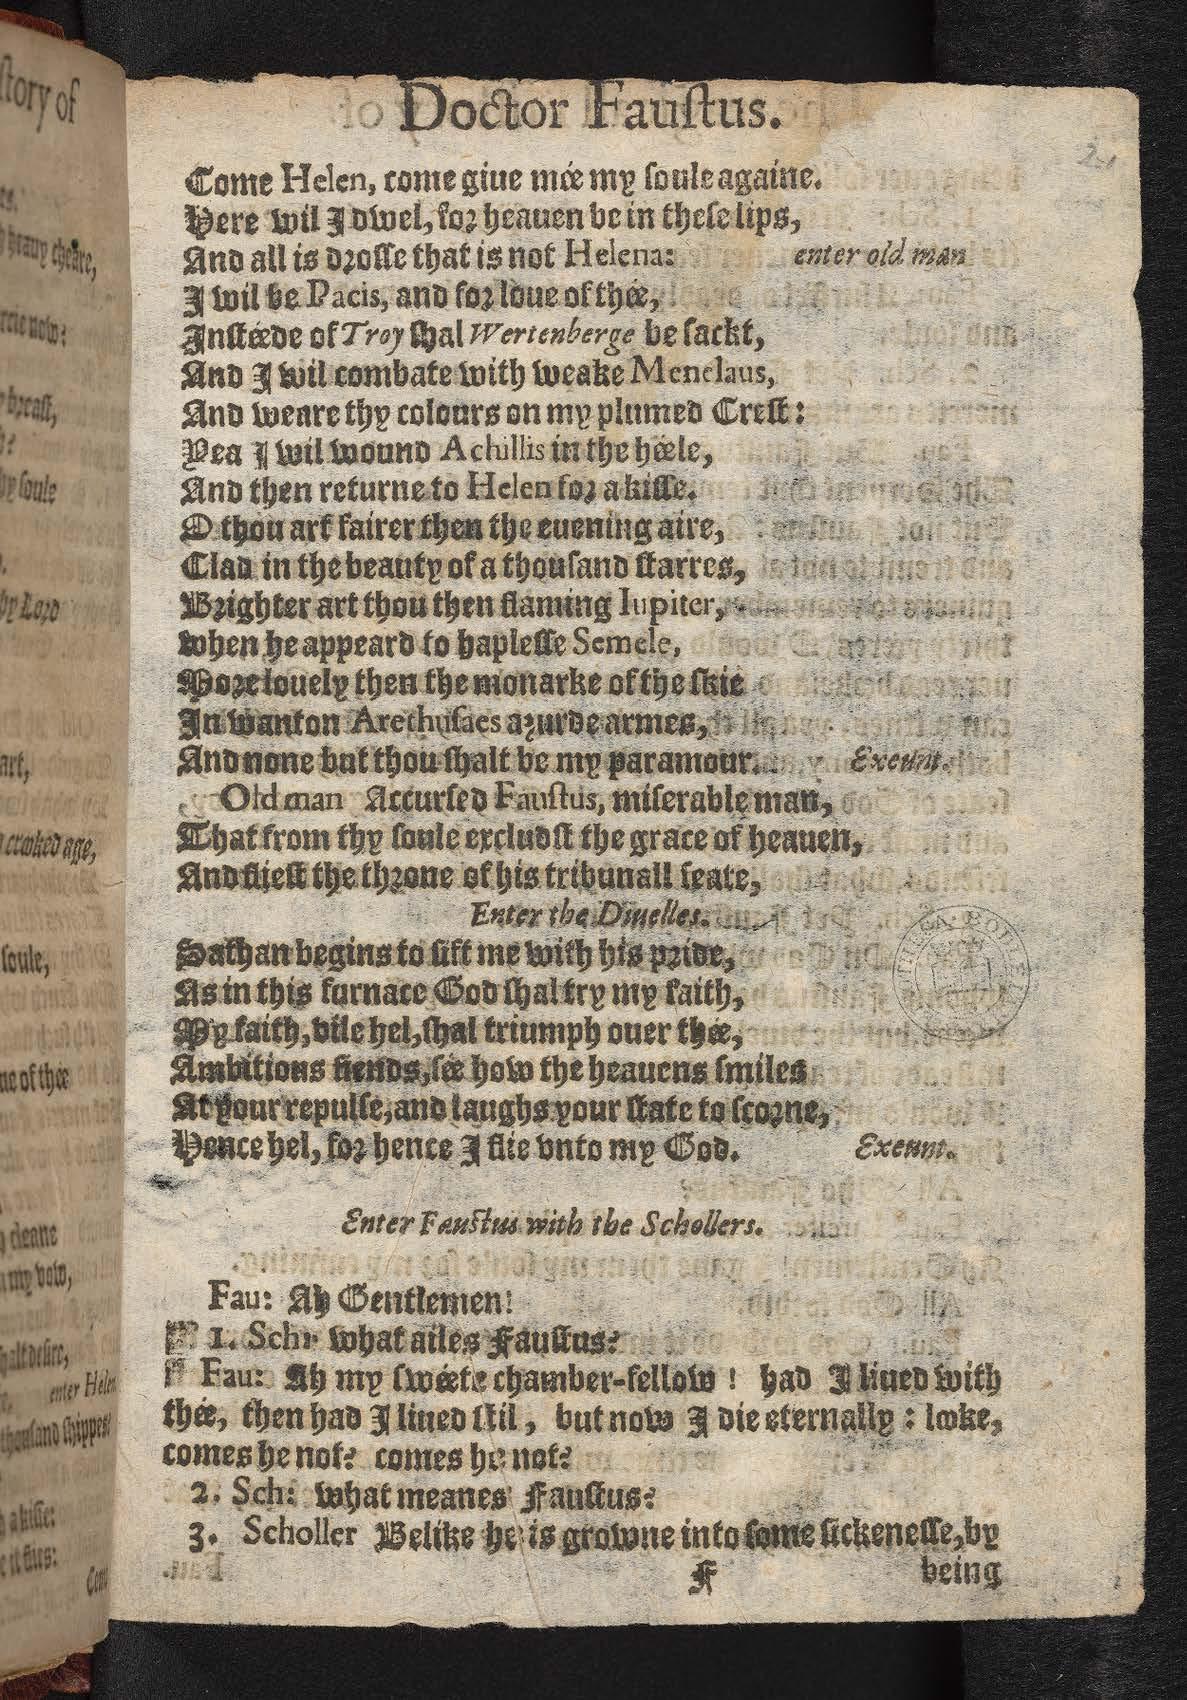 Doctor Fauſtus.
Come Helen, come giue mée my ſoule againe.
Here wil I dwel, for heauen be in theſe lips,
And all is droſſe that is not Helena: enter old man
I wil be Pacis, and for loue of thée,
Inſtéede of Troy ſhal Wertenberge be ſackt,
And I wil combate with weake Menelaus,
And weare thy colours on my plumed Creſt:
Yea I wil wound Achillis in the héele,
And then returne to Helen for a kiſſe.
O thou art fairer then the euening aire,
Clad in the beauty of a thouſand ſtarres,
Brighter art thou then flaming Iupiter,
when he appeard to hapleſſe Semele,
More louely then the monarke of the ſkie
In wanton Arethuſaes azurde armes,
And none but thou ſhalt be my paramour. Exeunt.
Old man Accurſed Fauſtus, miſerable man,
That from thy ſoule excludſt the grace of heauen,
And flieſt the throne of his tribunall ſeate,
Enter the Diuelles.
Sathan begins to ſift me with his pride,
As in this furnace God ſhal try my faith,
My faith, vile hel, ſhal triumph ouer thée,
Ambitious fiends, ſée how the heauens ſmiles
At your repulſe, and laughs your ſtate to ſcorne,
Hence hel, for hence I flie vnto my God. Exeunt.
Enter Fauſtus with the Schollers.
Fau: Ah Gentlemen!
1. Sch: what ailes Fauſtus?
Fau: Ah my ſwéete chamber-fellow! had I liued with
thée, then had I liued ſtil, but now I die eternally: looke,
comes he not? comes he not?
2. Sch: what meanes Fauſtus?
3. Scholler Belike he is growne into ſome ſickeneſſe, by
F being